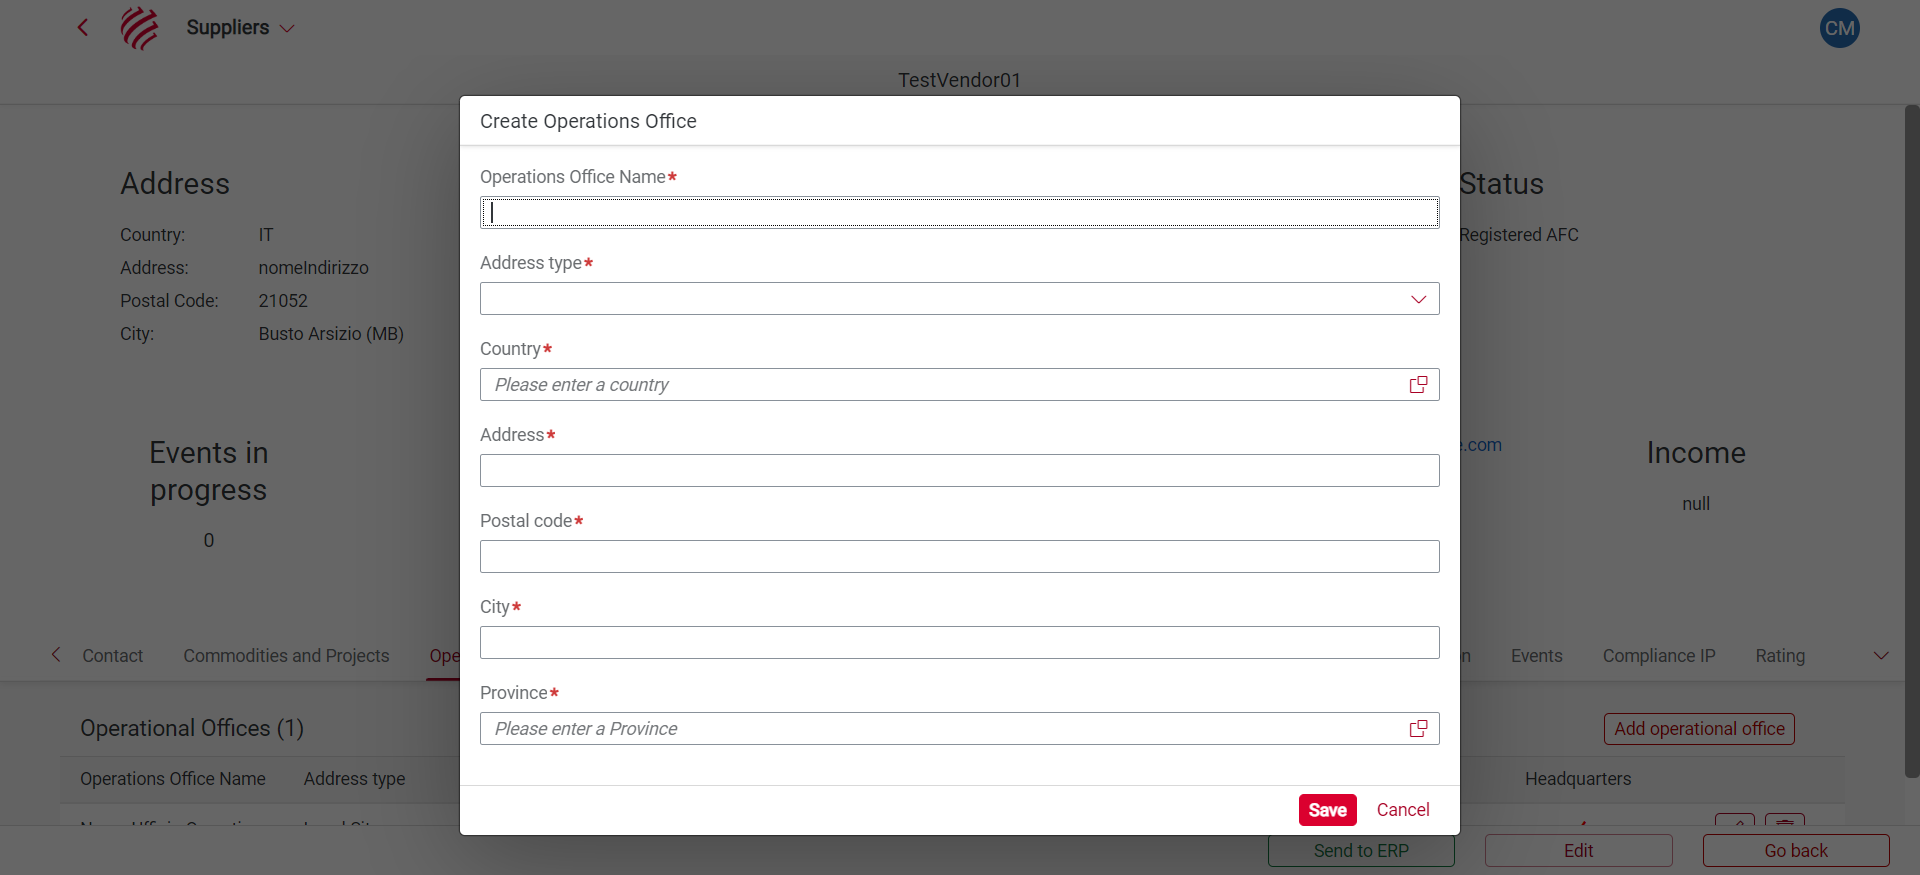 Suppliers
CM
TestVendor01
Create Operations Office
Operations Office Name*
Address type*
Country*
Please enter a country
Address*
Postal code*
City*
Province*
Please enter a Province
Save
Cancel
Address
Country: IT
Address: nomeIndirizzo
Postal Code: 21052
City: Busto Arsizio (MB)
Status
Registered AFC
Events in
progress
0
.com
Income
null
Contact
Commodities and Projects
Ope
n
Events
Compliance IP
Rating
Operational Offices (1)
Add operational office
Operations Office Name
Address type
Headquarters
Send to ERP
Edit
Go back